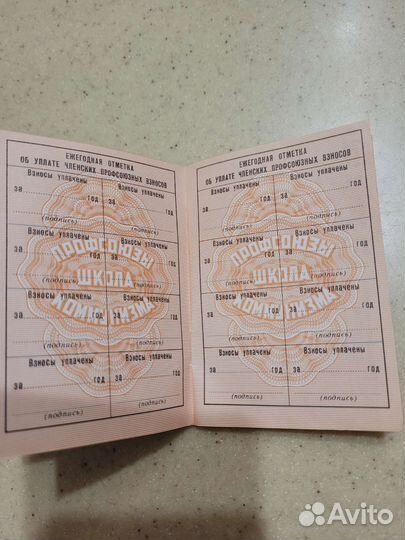 ЕЖЕГОДНАЯ ОТМЕТКА
ОБ УПЛАТЕ ЧЛЕНСКИХ ПРОФСОЮЗНЫХ ВЗНОСОВ
Взносы уплачены Взносы уплачены
за год за год
(подпись) (подпись)
Взносы уплачены Взносы уплачены
за год за год
(подпись) (подпись)
Взносы уплачены Взносы уплачены
за год за год
(подпись) (подпись)
Взносы уплачены Взносы уплачены
за год за год
(подпись) (подпись)
ПРОФСОЮЗЫ
ШКОЛА
КОММУНИЗМА
ЕЖЕГОДНАЯ ОТМЕТКА
ОБ УПЛАТЕ ЧЛЕНСКИХ ПРОФСОЮЗНЫХ ВЗНОСОВ
Взносы уплачены Взносы уплачены
за год за год
(подпись) (подпись)
Взносы уплачены Взносы уплачены
за год за год
(подпись) (подпись)
Взносы уплачены Взносы уплачены
за год за год
(подпись) (подпись)
Взносы уплачены Взносы уплачены
за год за год
(подпись) (подпись)
ПРОФСОЮЗЫ
ШКОЛА
КОММУНИЗМА
Avito